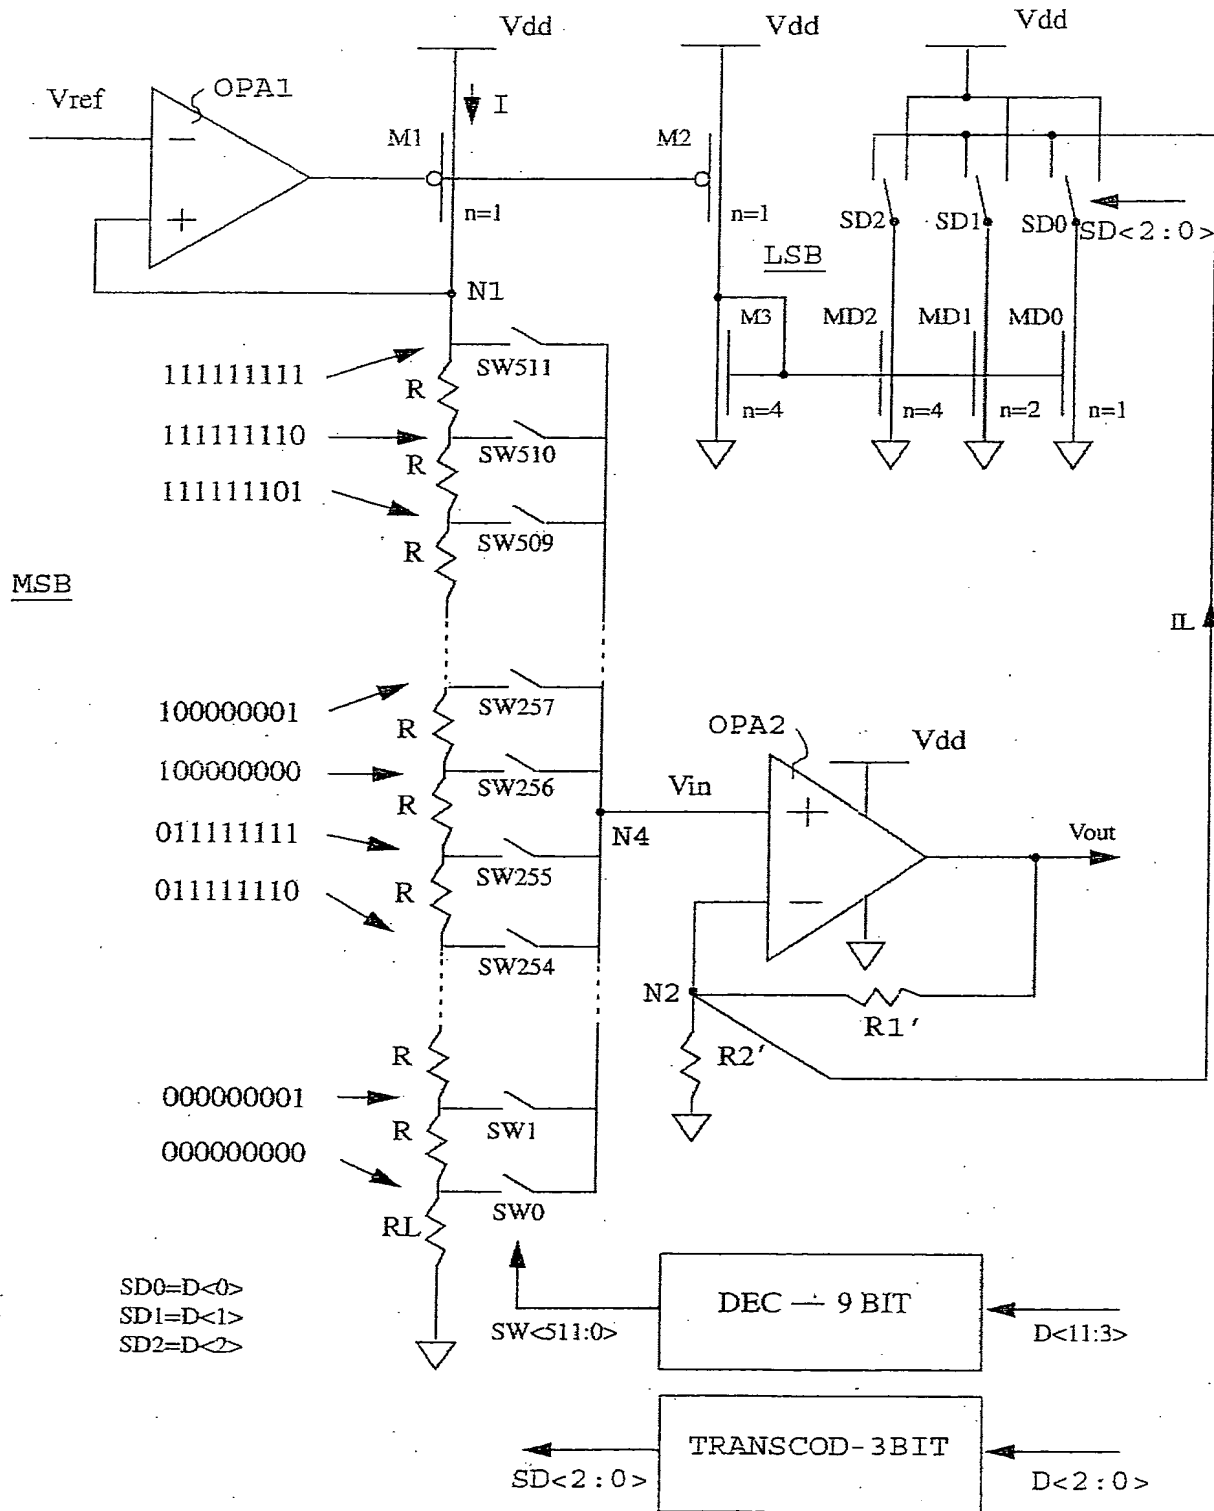 Vdd Vdd Vdd
OPA1
Vref
I
M1 M2
n=1 n=1
SD2 SD1 SD0 SD<2:0>
LSB
N1
M3 MD2 MD1 MD0
SW511
111111111
R
n=4 n=4 n=2 n=1
111111110
SW510
R
111111101
SW509
R
MSB
IL
SW257
100000001
R
OPA2
Vdd
100000000
SW256
Vin
R
N4
Vout
011111111
SW255
R
011111110
SW254
N2
R1'
R2'
R
000000001
SW1
R
000000000
SW0
RL
SD0=D<0>
SD1=D<1>
SD2=D<2>
SW<511:0>
DEC — 9 BIT
D<11:3>
TRANSCOD-3BIT
SD<2:0>
D<2:0>